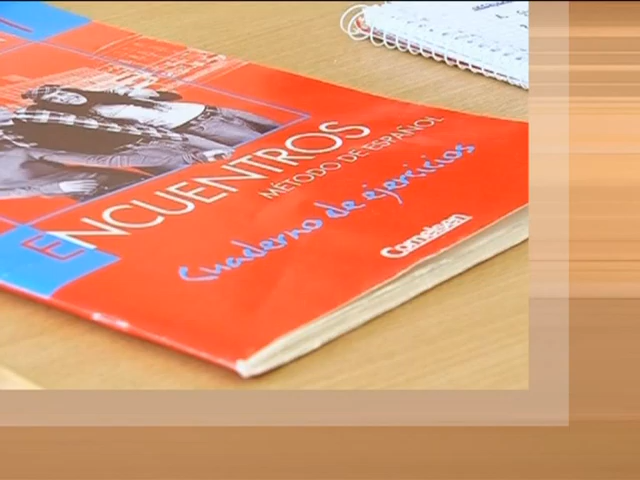 ENCUENTROS
MÉTODO DE ESPAÑOL
Cuaderno de ejercicios
Cornelsen